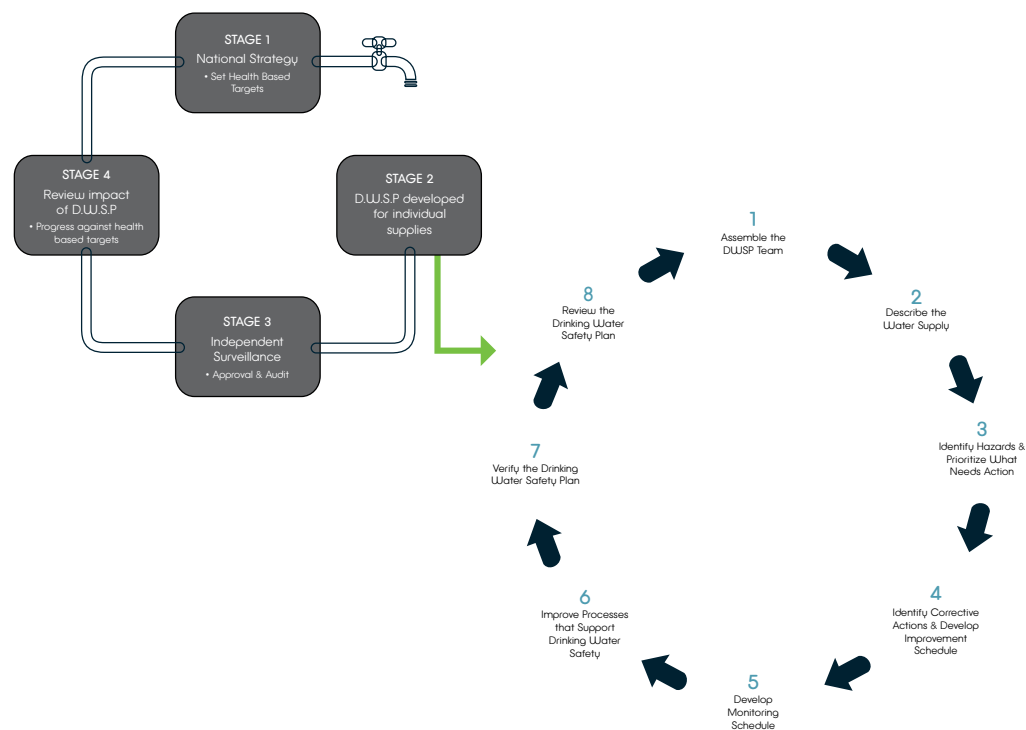 STAGE 1
National Strategy
• Set Health Based
Targets
STAGE 4
Review impact
of D.W.S.P
• Progress against health
based targets
STAGE 2
D.W.S.P developed
for individual
supplies
STAGE 3
Independent
Surveillance
• Approval & Audit
1
Assemble the
DWSP Team
2
Describe the
Water Supply
3
Identify Hazards &
Prioritize What
Needs Action
4
Identify Corrective
Actions & Develop
Improvement
Schedule
5
Develop
Monitoring
Schedule
6
Improve Processes
that Support
Drinking Water
Safety
7
Verify the Drinking
Water Safety Plan
8
Review the
Drinking Water
Safety Plan